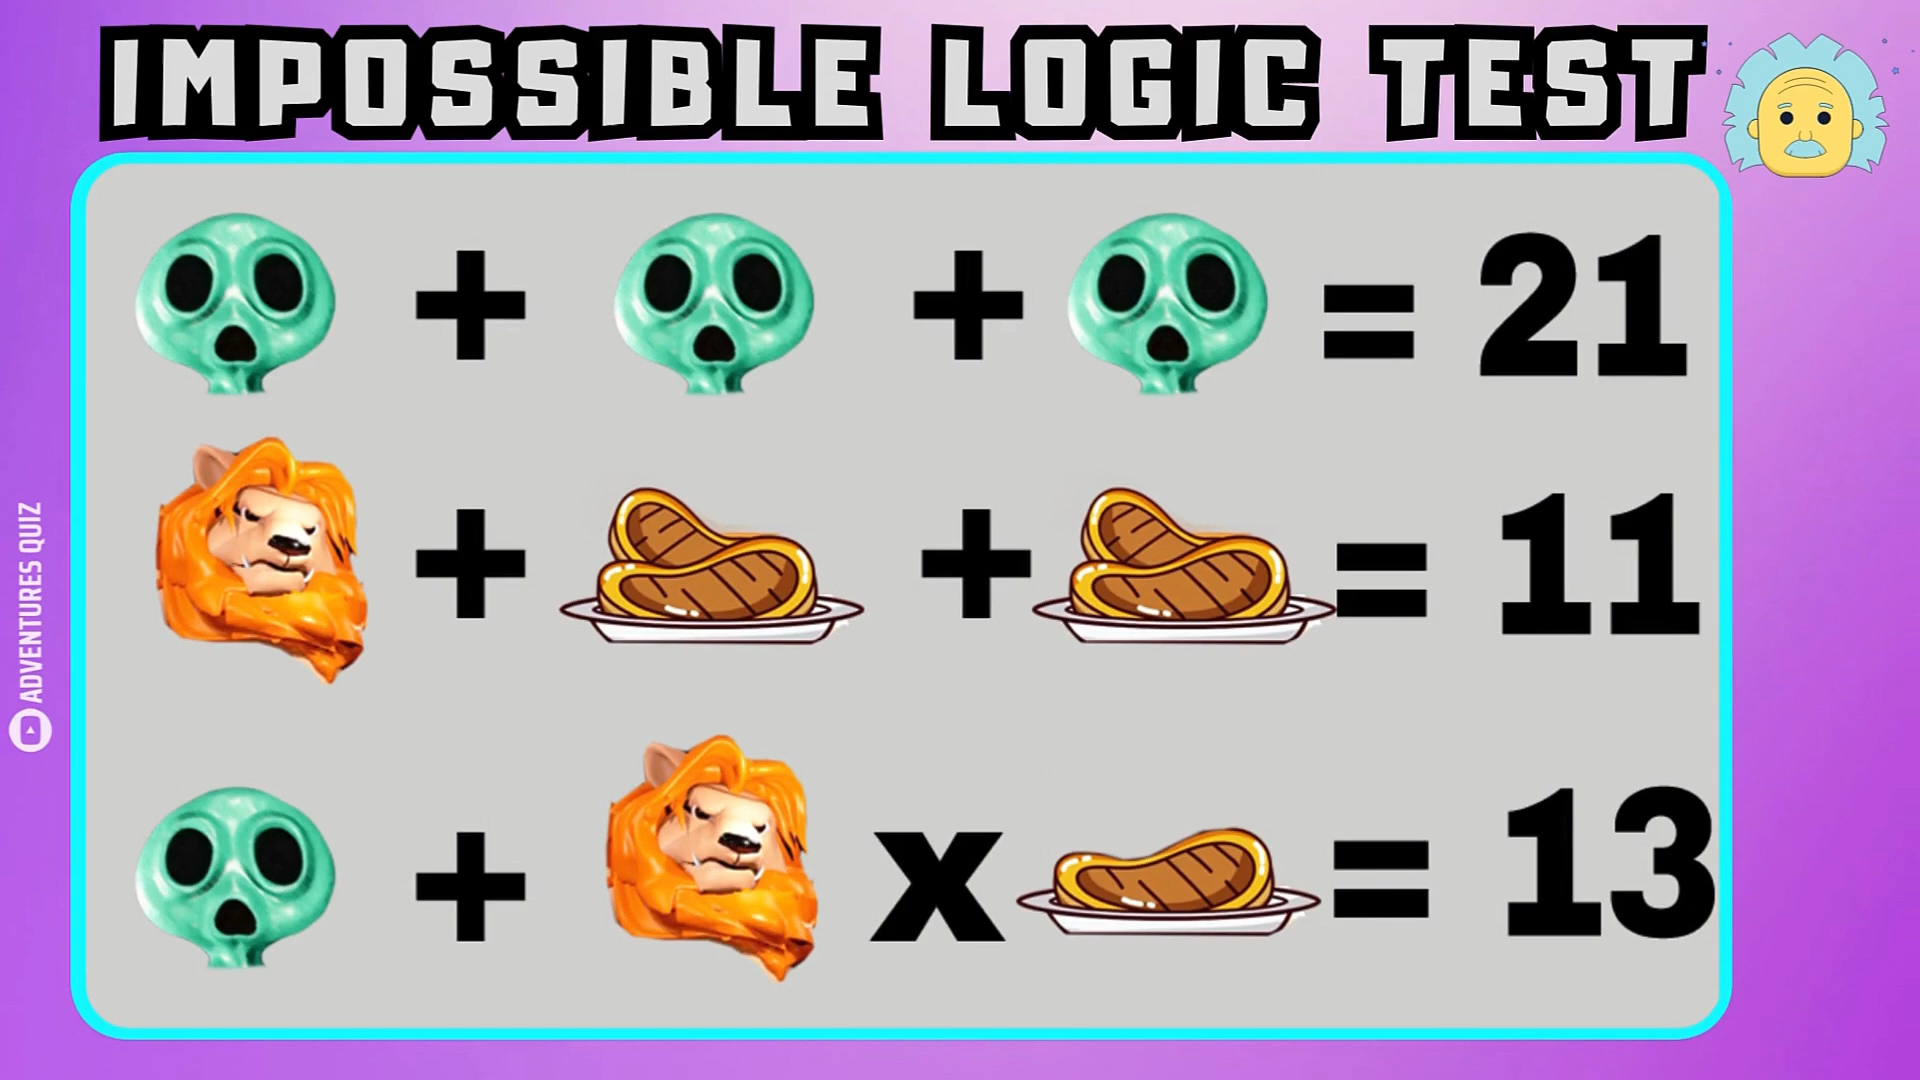 IMPOSSIBLE LOGIC TEST
+ + = 21
+ + = 11
+ x = 13
ADVENTURES QUIZ